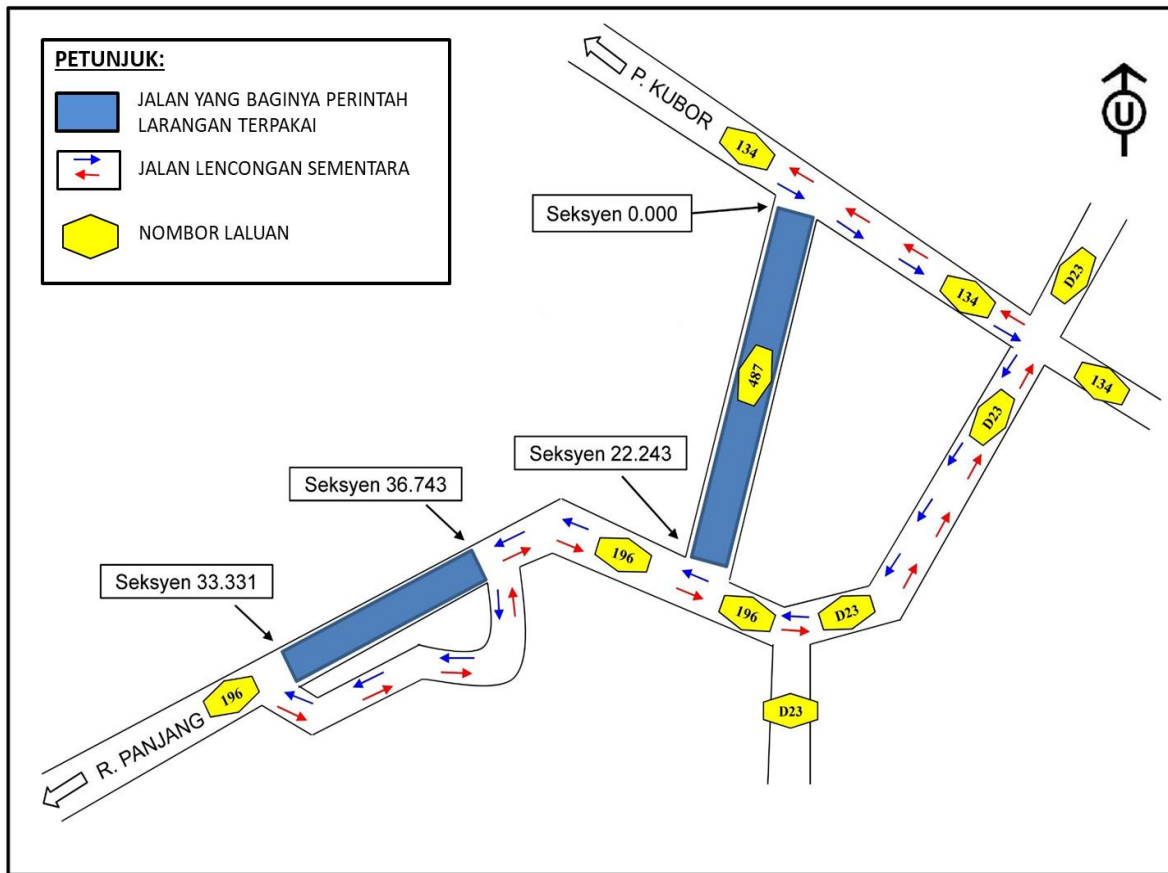 PETUNJUK:
JALAN YANG BAGINYA PERINTAH
LARANGAN TERPAKAI
JALAN LENCONGAN SEMENTARA
NOMBOR LALUAN
P. KUBOR
U
134
Seksyen 0.000
D23
134
134
487
D23
Seksyen 22.243
Seksyen 36.743
196
Seksyen 33.331
196
D23
196
R. PANJANG
D23